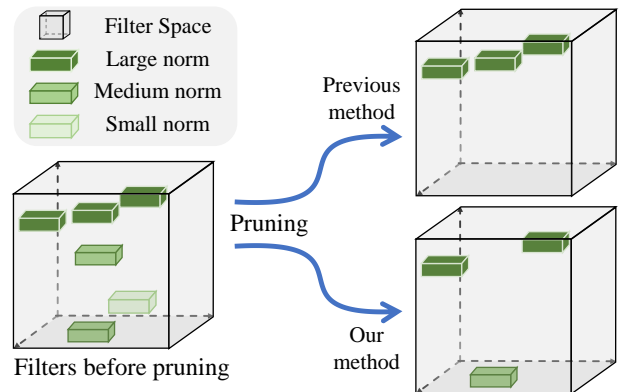 Filter Space
Large norm
Medium norm
Small norm
Previous
method
Pruning
Our
method
Filters before pruning